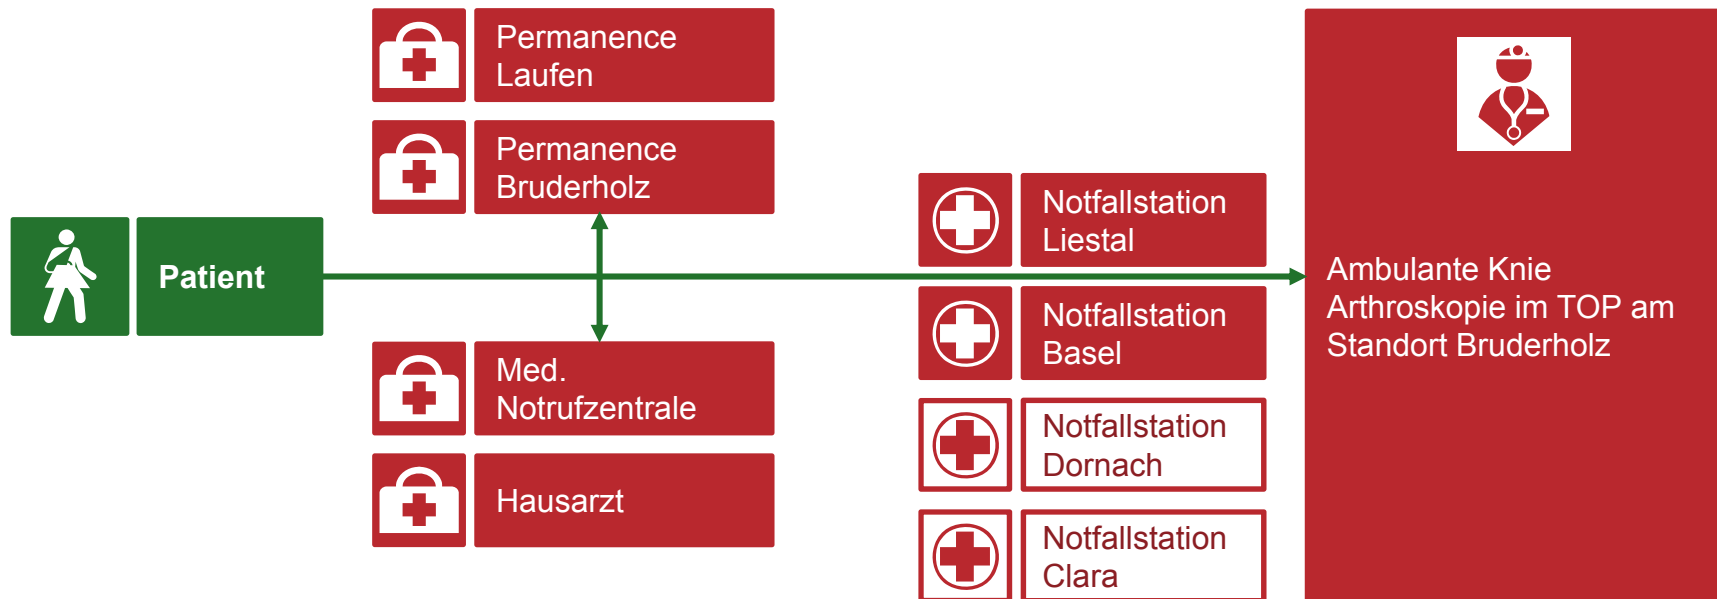 Permanence
Laufen
Permanence
Bruderholz
Patient
Med.
Notrufzentrale
Hausarzt
Notfallstation
Liestal
Notfallstation
Basel
Notfallstation
Dornach
Notfallstation
Clara
Ambulante Knie
Arthroskopie im TOP am
Standort Bruderholz